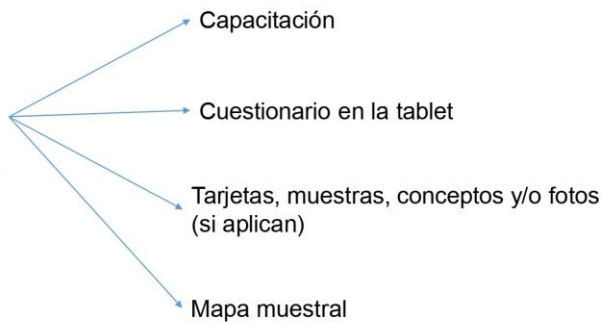 Capacitación
Cuestionario en la tablet
Tarjetas, muestras, conceptos y/o fotos
(si aplican)
Mapa muestral